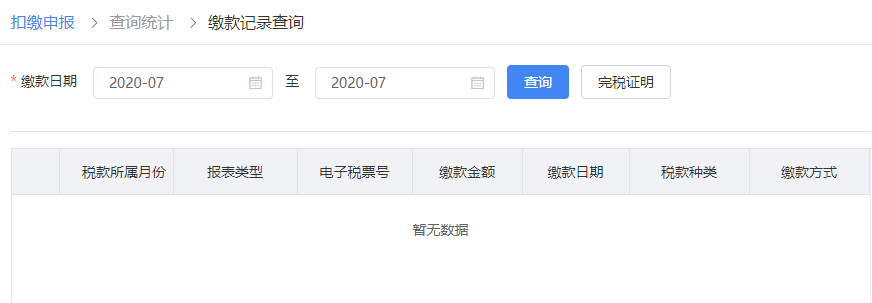 扣缴申报 > 查询统计 > 缴款记录查询
* 缴款日期 2020-07 至 2020-07 查询 完税证明
税款所属月份 报表类型 电子税票号 缴款金额 缴款日期 税款种类 缴款方式
暂无数据